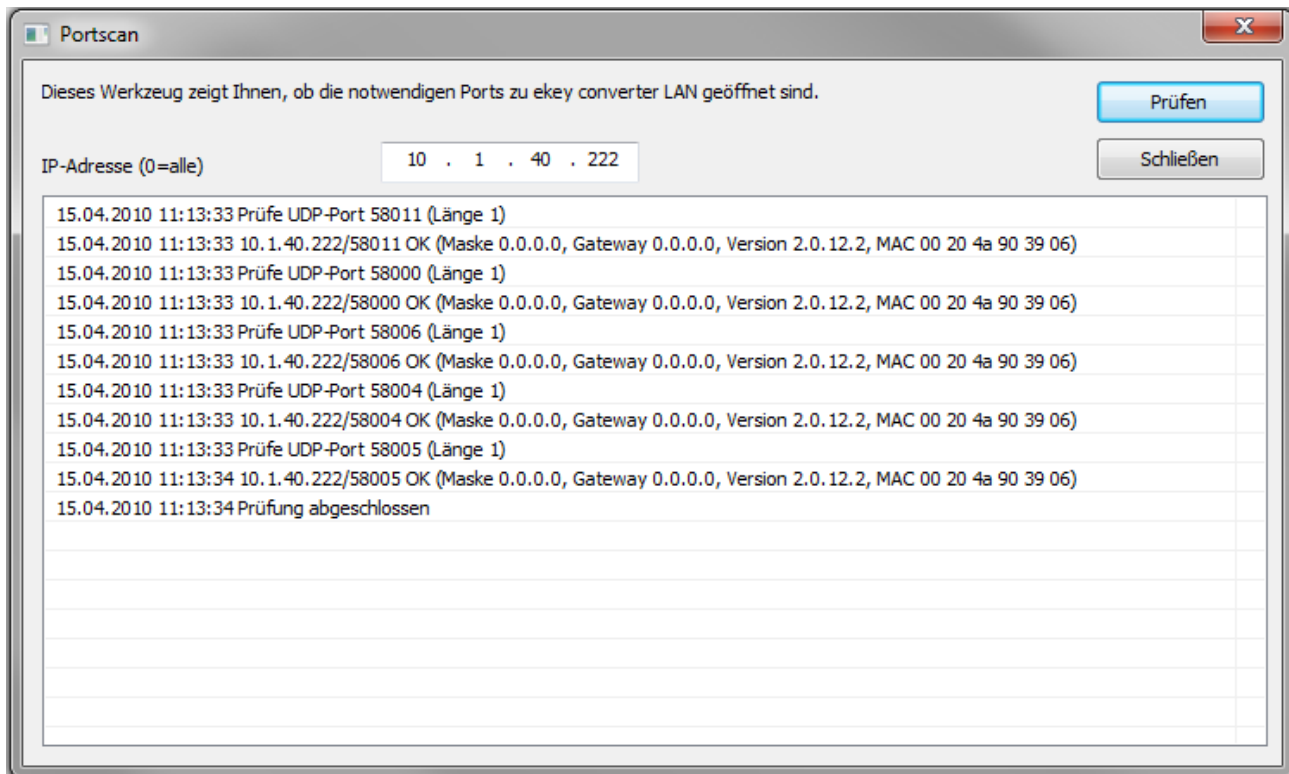 Portscan
Dieses Werkzeug zeigt Ihnen, ob die notwendigen Ports zu ekey converter LAN geöffnet sind.
Prüfen
IP-Adresse (0=alle)
10 . 1 . 40 . 222
Schließen
15.04.2010 11:13:33 Prüfe UDP-Port 58011 (Länge 1)
15.04.2010 11:13:33 10.1.40.222/58011 OK (Maske 0.0.0.0, Gateway 0.0.0.0, Version 2.0.12.2, MAC 00 20 4a 90 39 06)
15.04.2010 11:13:33 Prüfe UDP-Port 58000 (Länge 1)
15.04.2010 11:13:33 10.1.40.222/58000 OK (Maske 0.0.0.0, Gateway 0.0.0.0, Version 2.0.12.2, MAC 00 20 4a 90 39 06)
15.04.2010 11:13:33 Prüfe UDP-Port 58006 (Länge 1)
15.04.2010 11:13:33 10.1.40.222/58006 OK (Maske 0.0.0.0, Gateway 0.0.0.0, Version 2.0.12.2, MAC 00 20 4a 90 39 06)
15.04.2010 11:13:33 Prüfe UDP-Port 58004 (Länge 1)
15.04.2010 11:13:33 10.1.40.222/58004 OK (Maske 0.0.0.0, Gateway 0.0.0.0, Version 2.0.12.2, MAC 00 20 4a 90 39 06)
15.04.2010 11:13:33 Prüfe UDP-Port 58005 (Länge 1)
15.04.2010 11:13:34 10.1.40.222/58005 OK (Maske 0.0.0.0, Gateway 0.0.0.0, Version 2.0.12.2, MAC 00 20 4a 90 39 06)
15.04.2010 11:13:34 Prüfung abgeschlossen